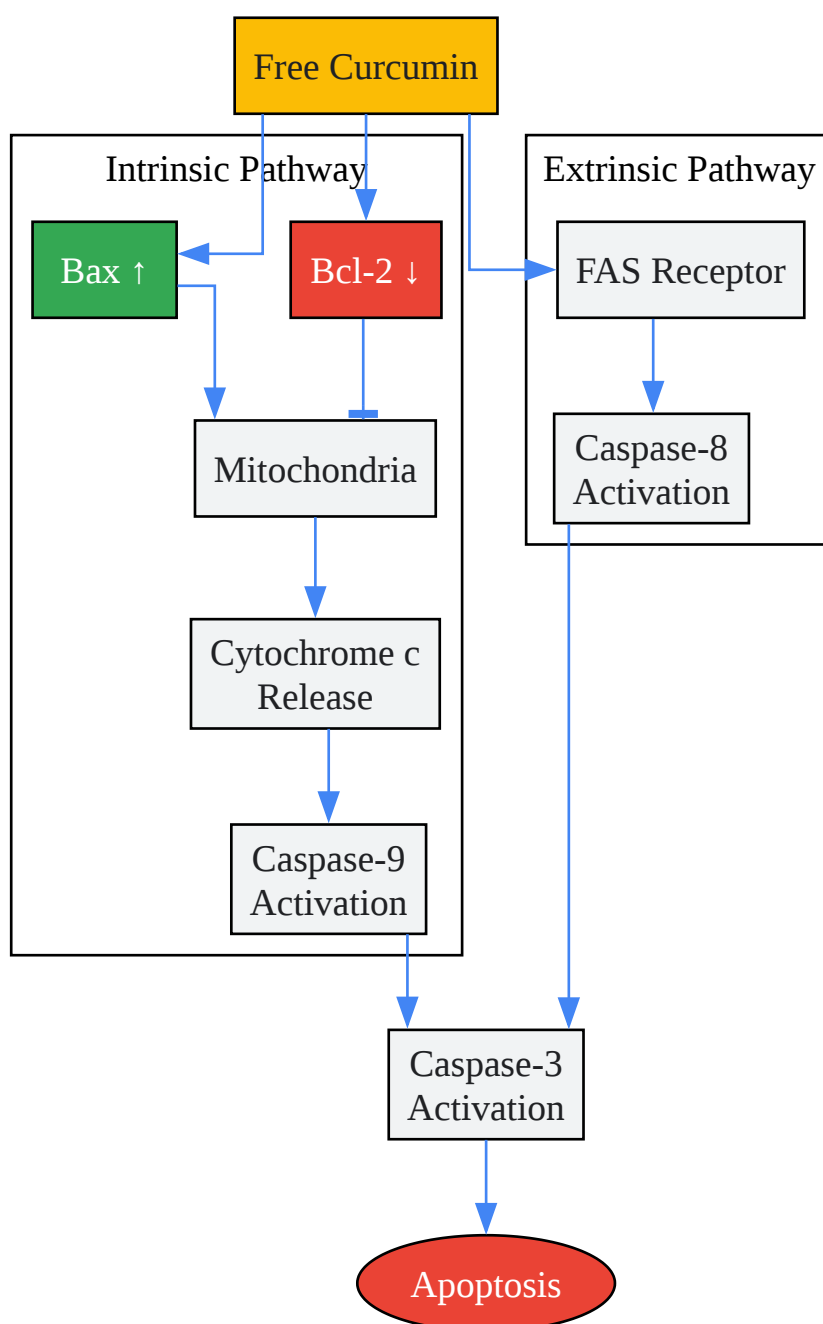 Free Curcumin
Intrinsic Pathway
Extrinsic Pathway
Bax ↑
Bcl-2 ↓
FAS Receptor
Mitochondria
Caspase-8
Activation
Cytochrome c
Release
Caspase-9
Activation
Caspase-3
Activation
Apoptosis